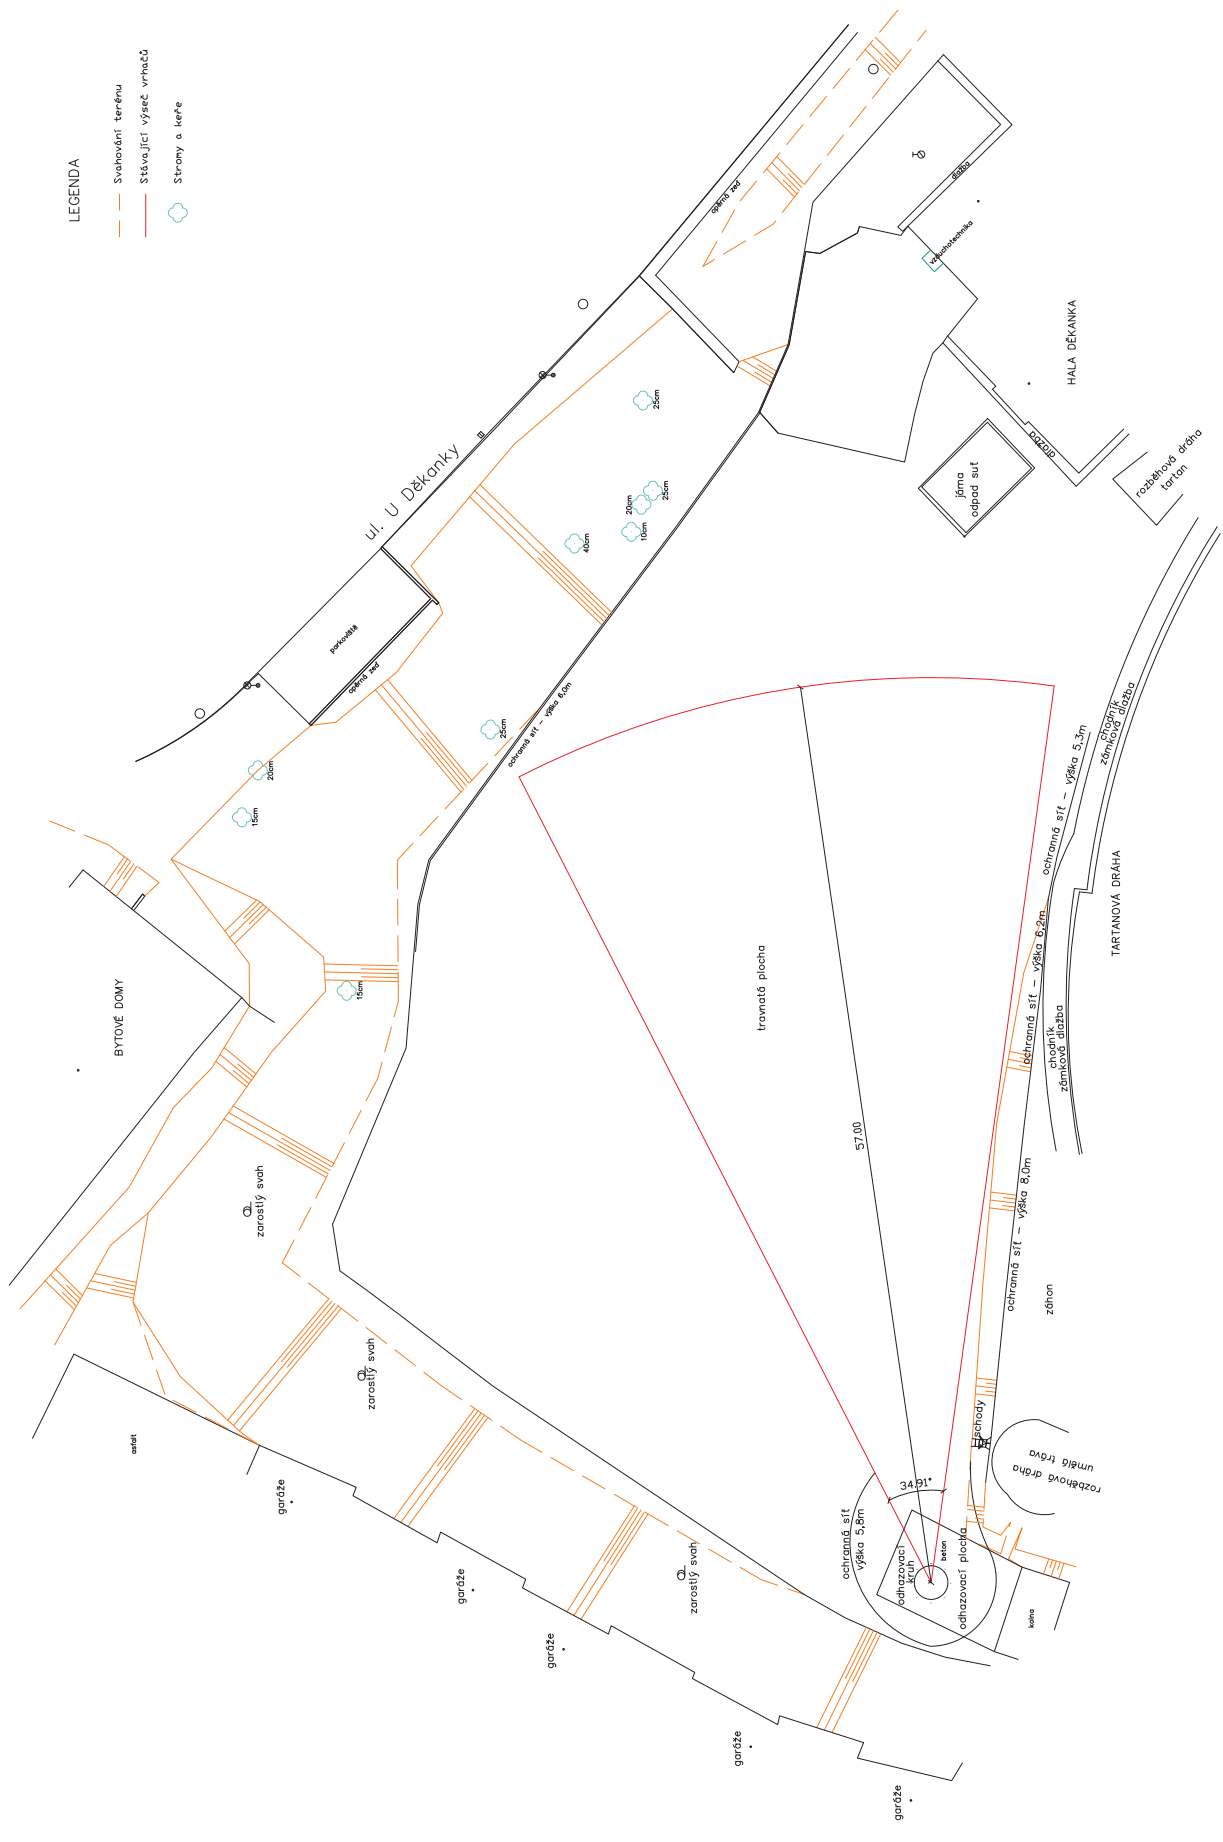 LEGENDA
Svahování terénu
Stávající výseč vrhačů
Stromy a keře
opěrná zeď
dlažba
vzduchotechnika
HALA DĚKANKA
ul. U Děkanky
25cm
25cm
20cm
10cm
40cm
dlažba
jáma
odpad suť
rozběhová dráha
tartan
parkoviště
opěrná zeď
25cm
ochranná síť – výška 6,0m
20cm
15cm
chodník
zámková dlažba
ochranná síť – výška 5,3m
TARTANOVÁ DRÁHA
travnatá plocha
ochranná síť – výška 6,2m
15cm
BYTOVÉ DOMY
chodník
zámková dlažba
57.00
zarostlý svah
ochranná síť – výška 8,0m
záhon
zarostlý svah
asfalt
schody
rozběhová dráha
umělá tráva
garáže
34,91°
ochranná síť
výška 5,8m
odhazovací
kruh
beton
odhazovací plocha
zarostlý svah
garáže
kolna
garáže
garáže
garáže